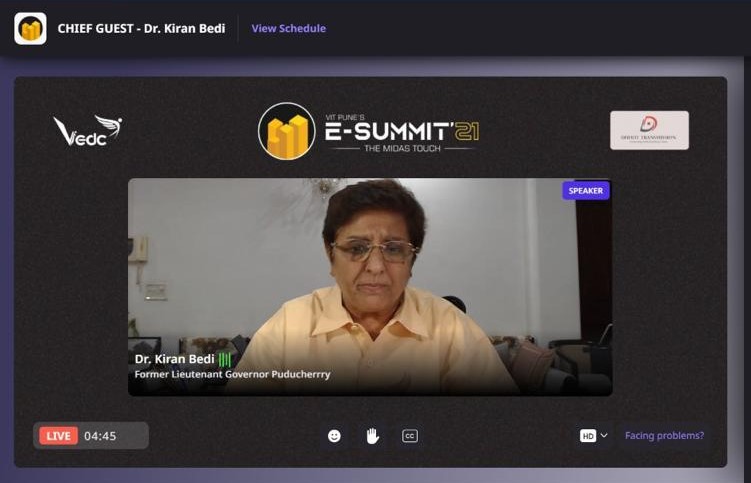 CHIEF GUEST - Dr. Kiran Bedi
View Schedule
Vedc
VIT PUNE'S
E-SUMMIT'21
THE MIDAS TOUCH
SPEAKER
Dr. Kiran Bedi
Former Lieutenant Governor Puducherrry
LIVE 04:45
CC
HD
Facing problems?